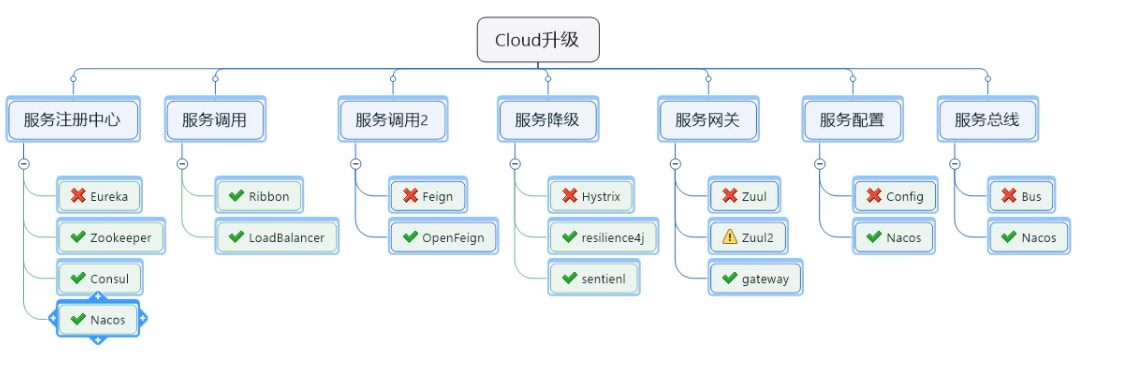 Cloud升级
服务注册中心
Eureka
Zookeeper
Consul
Nacos
服务调用
Ribbon
LoadBalancer
服务调用2
Feign
OpenFeign
服务降级
Hystrix
resilience4j
sentienl
服务网关
Zuul
Zuul2
gateway
服务配置
Config
Nacos
服务总线
Bus
Nacos